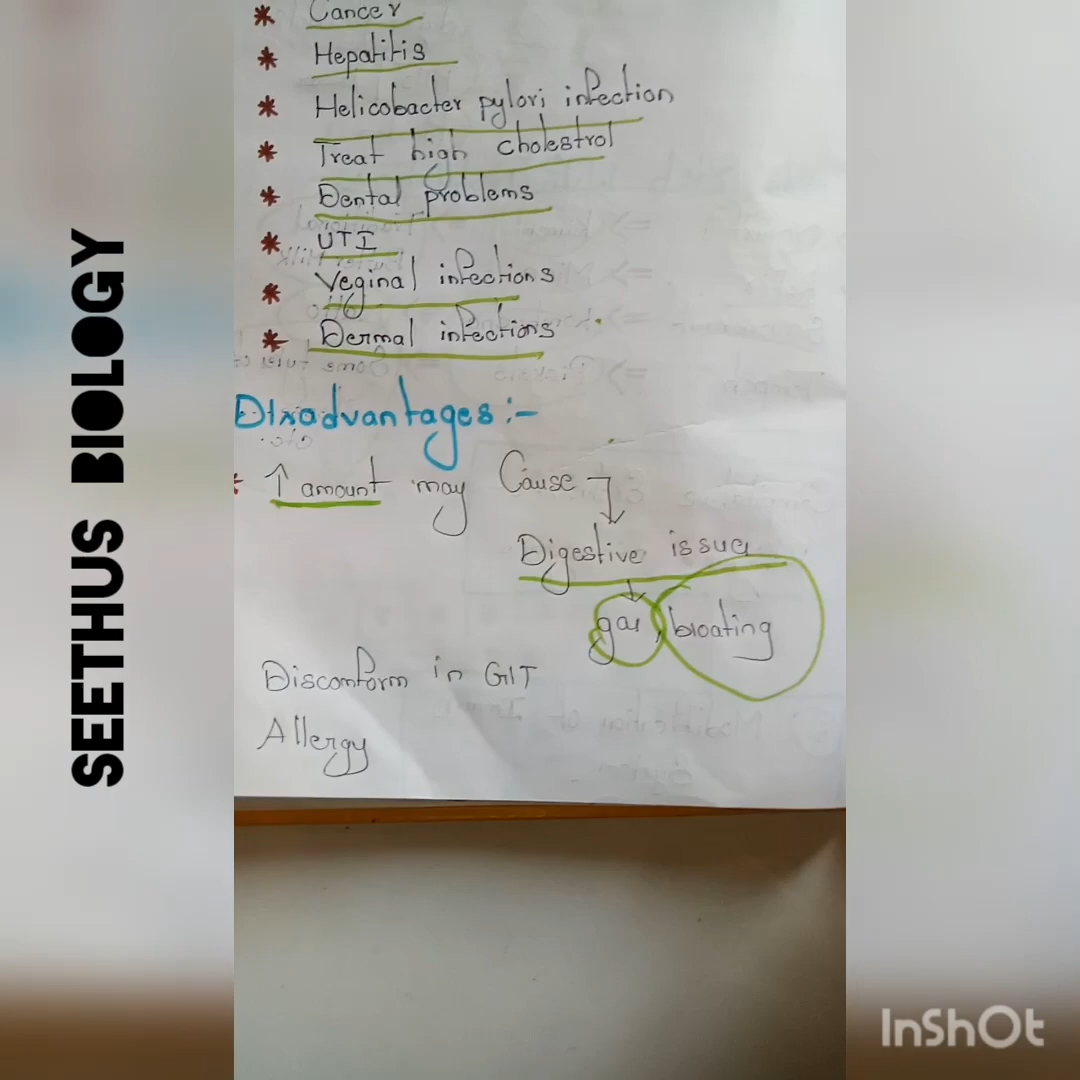 SEETHUS BIOLOGY
* Cancer
* Hepatitis
* Helicobacter pylori infection
* Treat high cholestrol
* Dental problems
* UTI
* Veginal infections
* Dermal infections
Disadvantages:-
* ↑ amount may Cause
Digestive issue
gas, bloating
Discomform in GIT
Allergy
InShOt